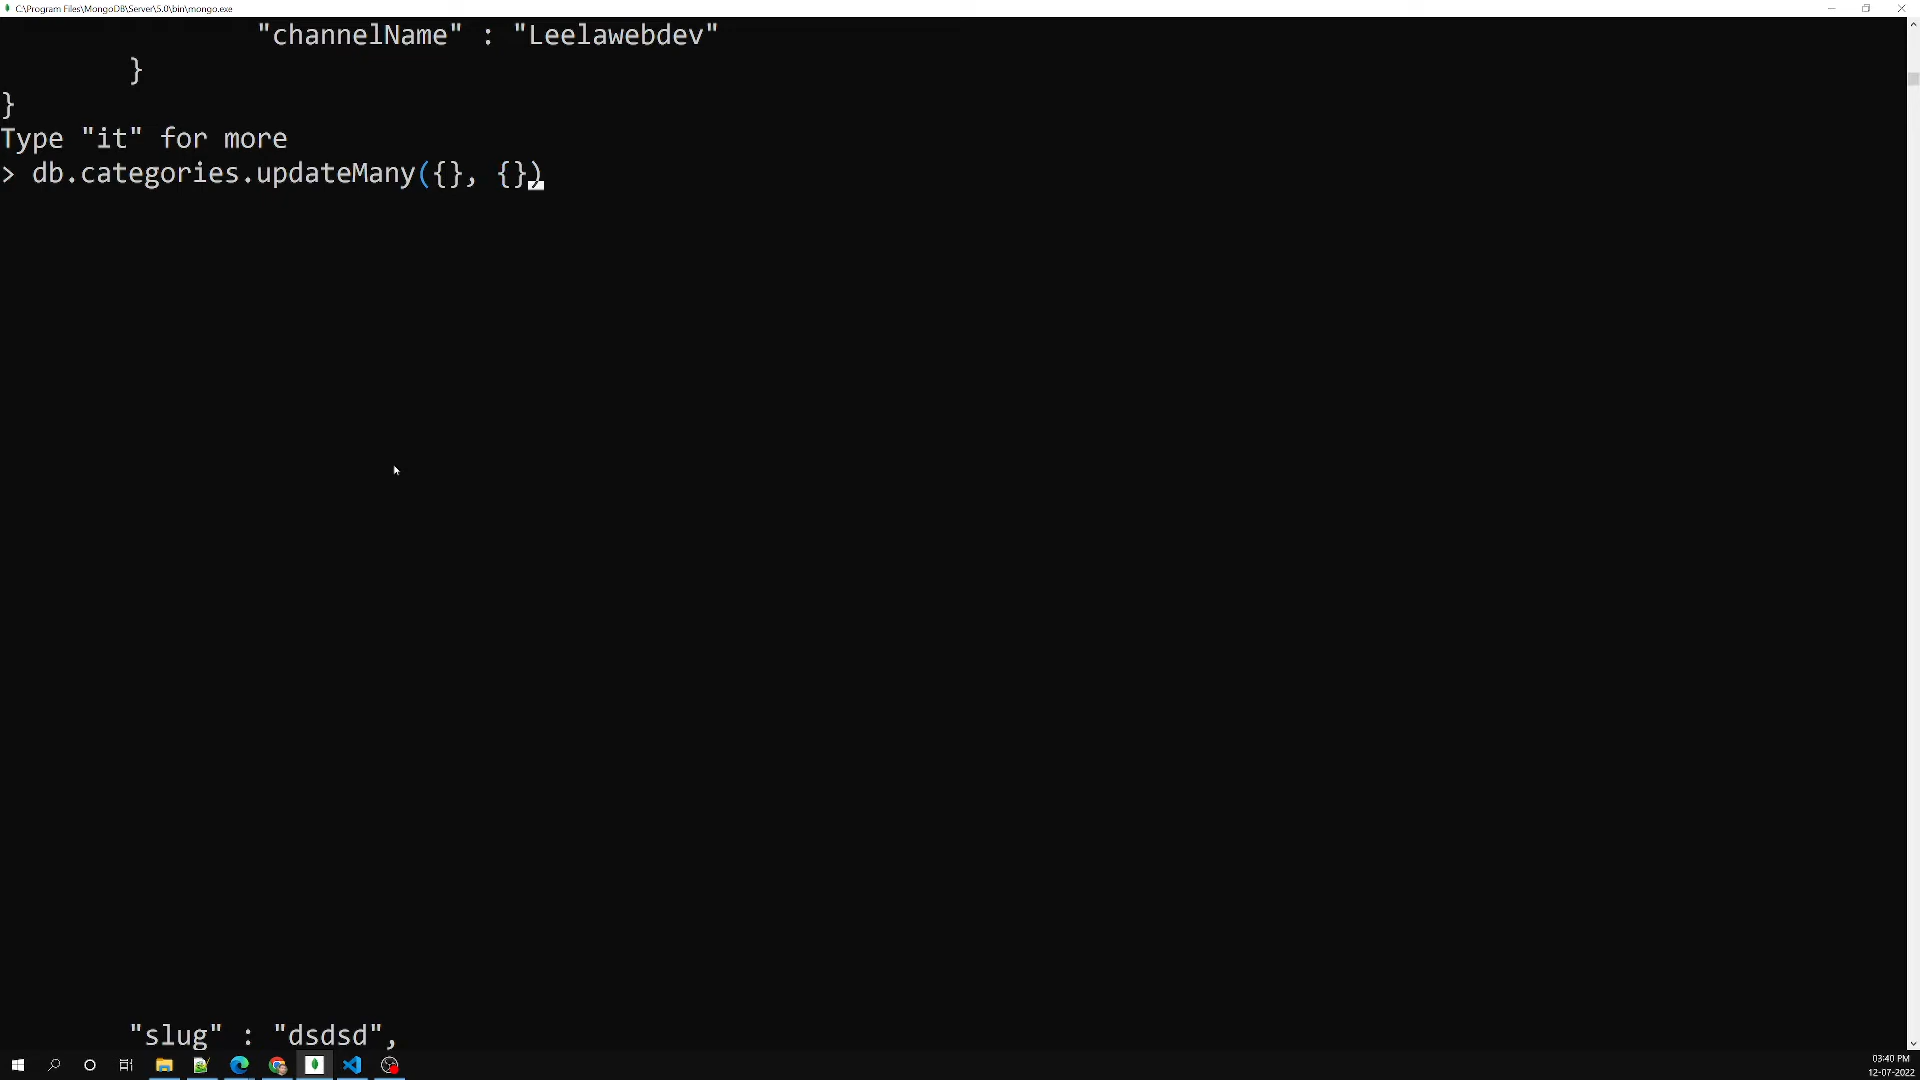 C:\Program Files\MongoDB\Server\5.0\bin\mongo.exe
"channelName" : "Leelawebdev"
}
}
Type "it" for more
> db.categories.updateMany({}, {})
"slug" : "dsdsd",
03:40 PM
12-07-2022